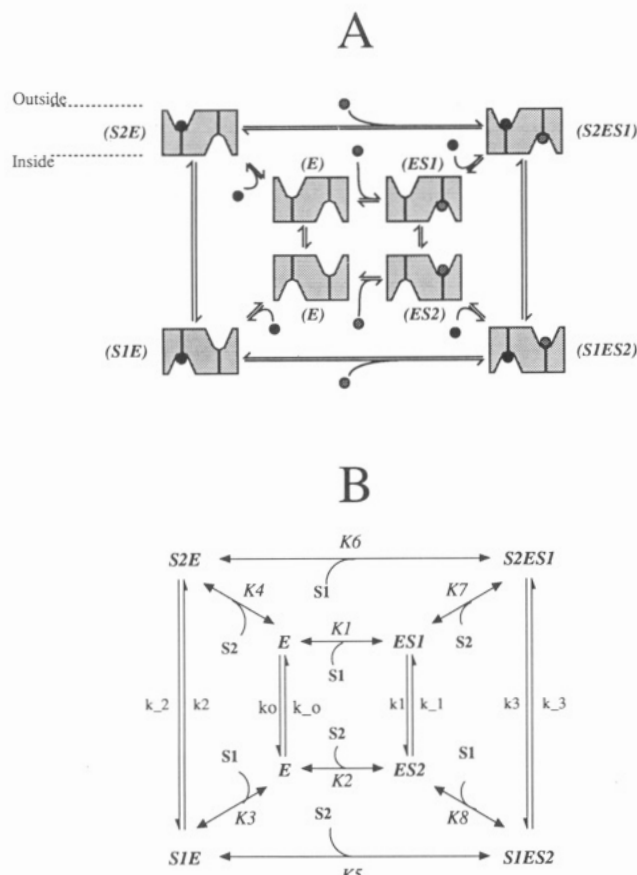 A
Outside
(S2E)
(S2ES1)
Inside
(E)
(ES1)
(E)
(ES2)
(S1E)
(S1ES2)
B
K6
S2E
S2ES1
S1
K4
K7
S2
E
K1
ES1
S2
S1
k_2
k2
ko
k_o
k1
k_1
k3
k_3
S2
S1
S1
E
K2
ES2
K3
S2
K8
S1E
S1ES2
K5